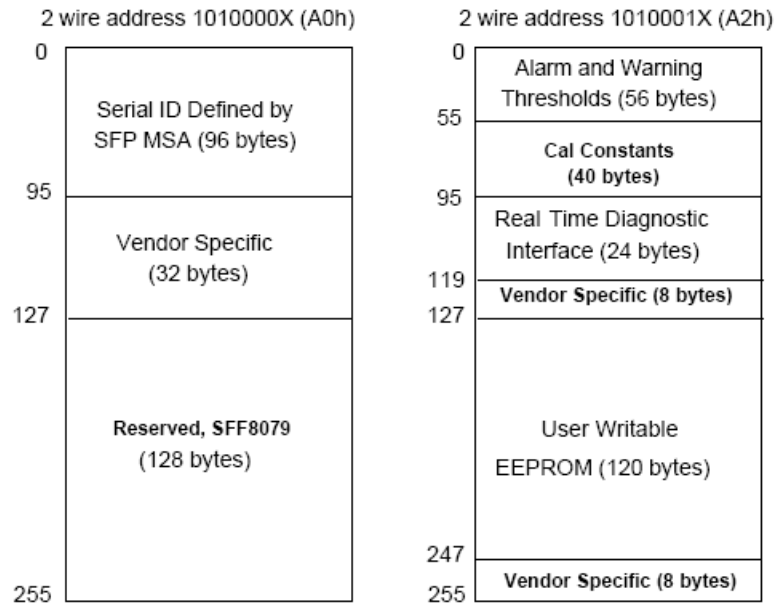 2 wire address 1010000X (A0h)
0
Serial ID Defined by
SFP MSA (96 bytes)
95
Vendor Specific
(32 bytes)
127
Reserved, SFF8079
(128 bytes)
255
2 wire address 1010001X (A2h)
0
Alarm and Warning
Thresholds (56 bytes)
55
Cal Constants
(40 bytes)
95
Real Time Diagnostic
Interface (24 bytes)
119
Vendor Specific (8 bytes)
127
User Writable
EEPROM (120 bytes)
247
Vendor Specific (8 bytes)
255